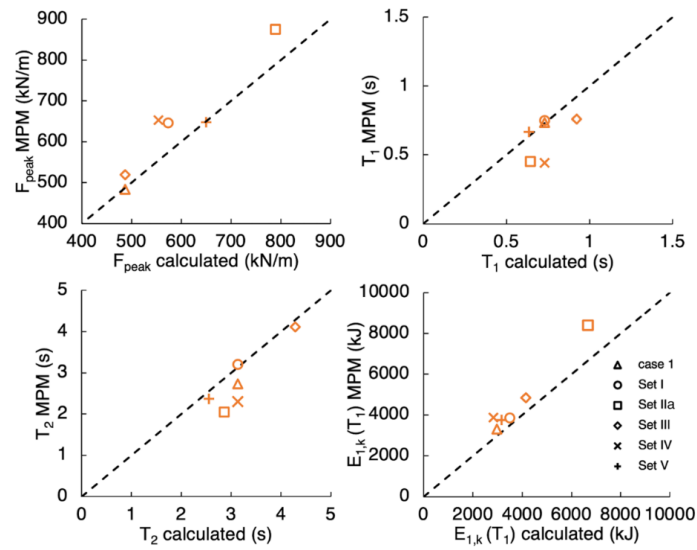 F_peak MPM (kN/m)
900
800
700
600
500
400
400 500 600 700 800 900
F_peak calculated (kN/m)
T_1 MPM (s)
1.5
1
0.5
0
0 0.5 1 1.5
T_1 calculated (s)
T_2 MPM (s)
5
4
3
2
1
0
0 1 2 3 4 5
T_2 calculated (s)
E_1,k (T_1) MPM (kJ)
10000
8000
6000
4000
2000
0
0 2000 4000 6000 8000 10000
E_1,k (T_1) calculated (kJ)
case 1
Set I
Set IIa
Set III
Set IV
Set V